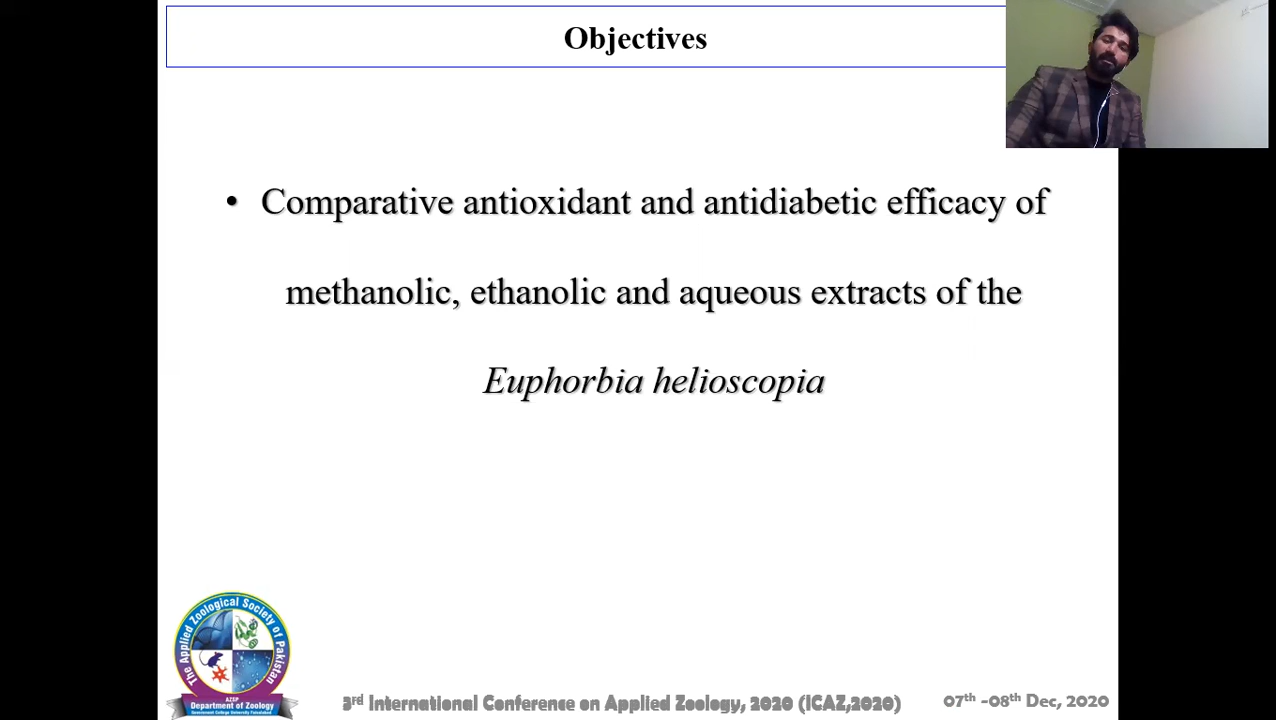 Objectives
• Comparative antioxidant and antidiabetic efficacy of
methanolic, ethanolic and aqueous extracts of the
Euphorbia helioscopia
The Applied Zoological Society of Pakistan
AZEP
Department of Zoology
Government College University Faisalabad
3rd International Conference on Applied Zoology, 2020 (ICAZ,2020)
07th -08th Dec, 2020